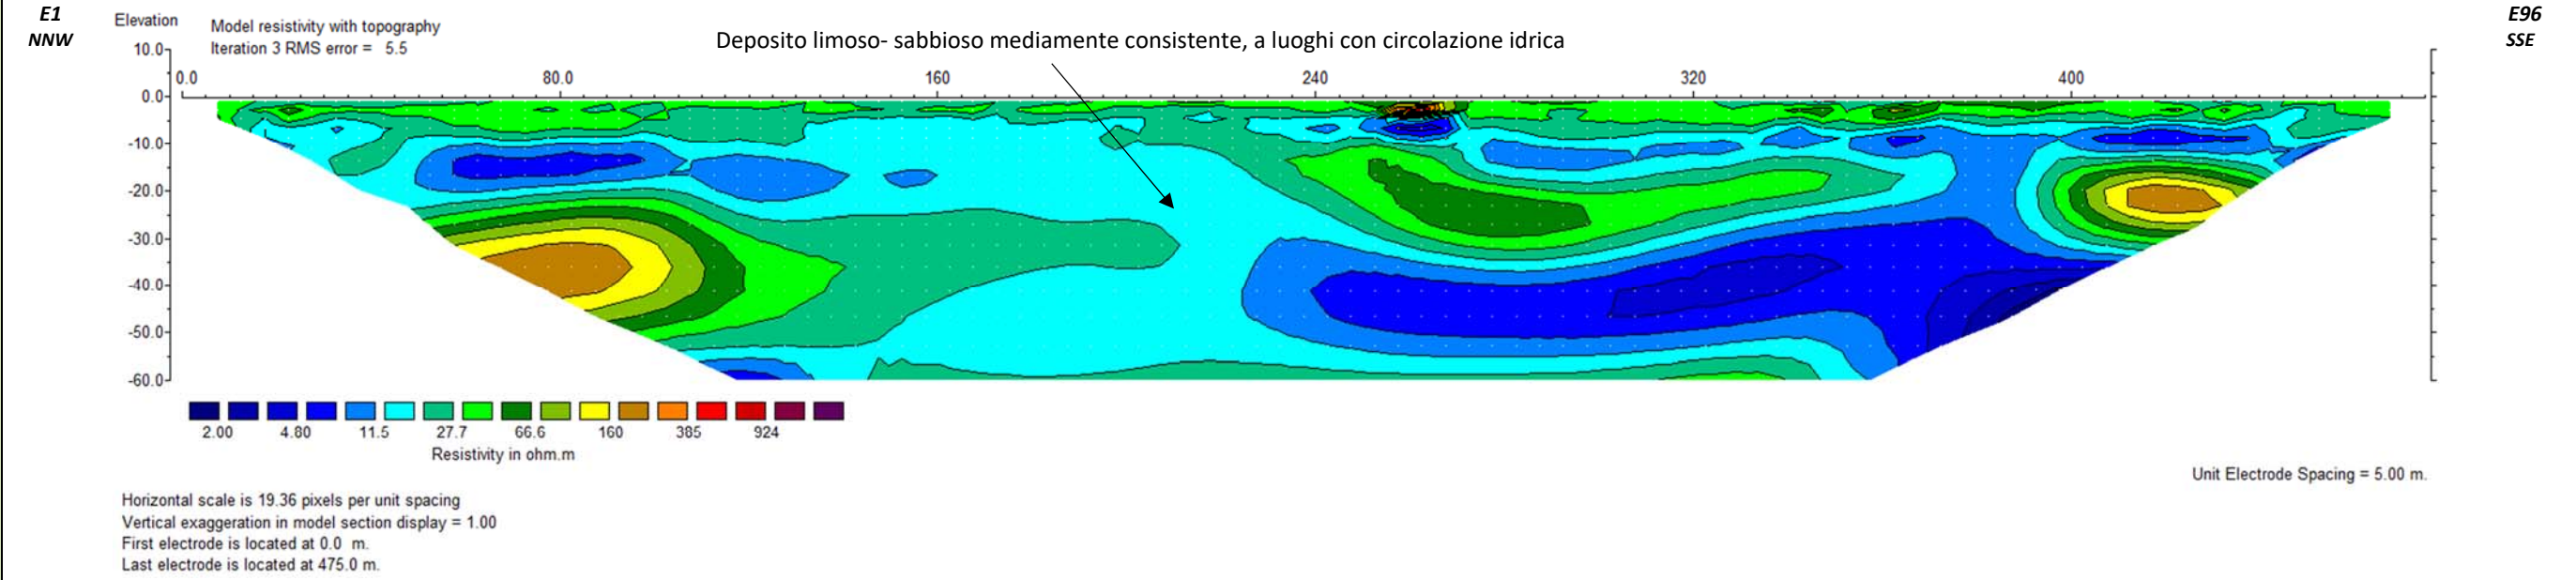 E1
NNW
Elevation
Model resistivity with topography
Iteration 3 RMS error = 5.5
Deposito limoso- sabbioso mediamente consistente, a luoghi con circolazione idrica
E96
SSE
10.0
0.0 80.0 160 240 320 400
0.0
-10.0
-20.0
-30.0
-40.0
-50.0
-60.0
2.00 4.80 11.5 27.7 66.6 160 385 924
Resistivity in ohm.m
Unit Electrode Spacing = 5.00 m.
Horizontal scale is 19.36 pixels per unit spacing
Vertical exaggeration in model section display = 1.00
First electrode is located at 0.0 m.
Last electrode is located at 475.0 m.